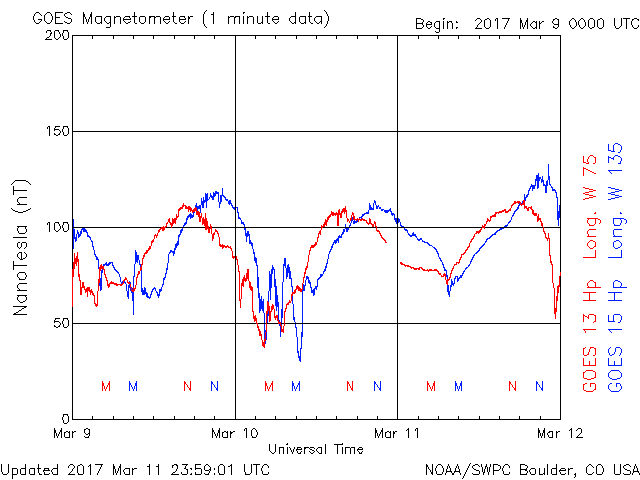 GOES Magnetometer (1 minute data)
Begin: 2017 Mar 9 0000 UTC
200
150
100
50
0
NanoTesla (nT)
M M N N M M N N M M N N
Mar 9 Mar 10 Mar 11 Mar 12
Universal Time
GOES 13 Hp Long. W 75
GOES 15 Hp Long. W 135
Updated 2017 Mar 11 23:59:01 UTC
NOAA/SWPC Boulder, CO USA